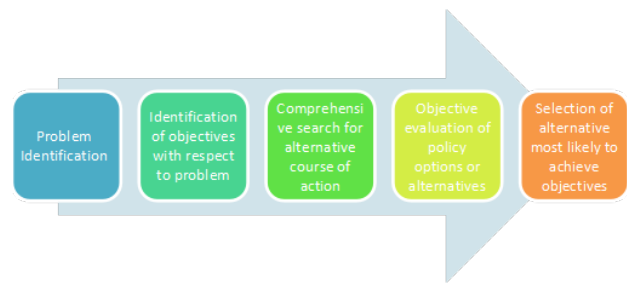 Problem
Identification
Identification
of objectives
with respect
to problem
Comprehensi
ve search for
alternative
course of
action
Objective
evaluation of
policy
options or
alternatives
Selection of
alternative
most likely to
achieve
objectives